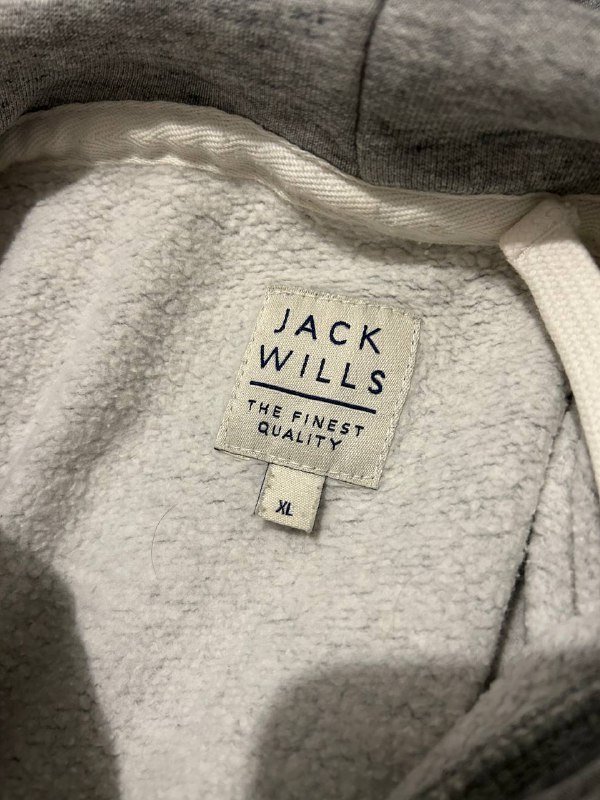 JACK
WILLS
THE FINEST
QUALITY
XL